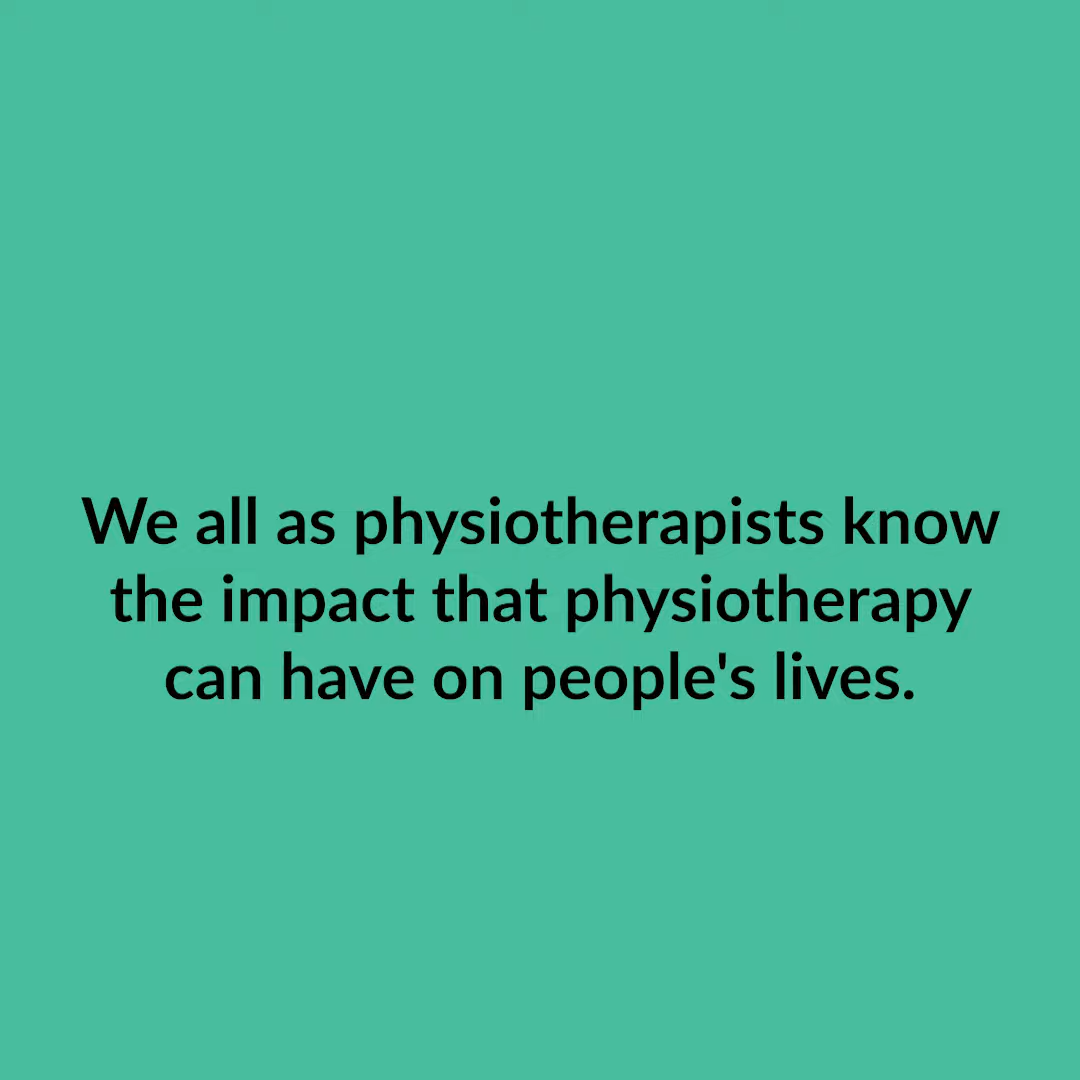 We all as physiotherapists know
the impact that physiotherapy
can have on people's lives.